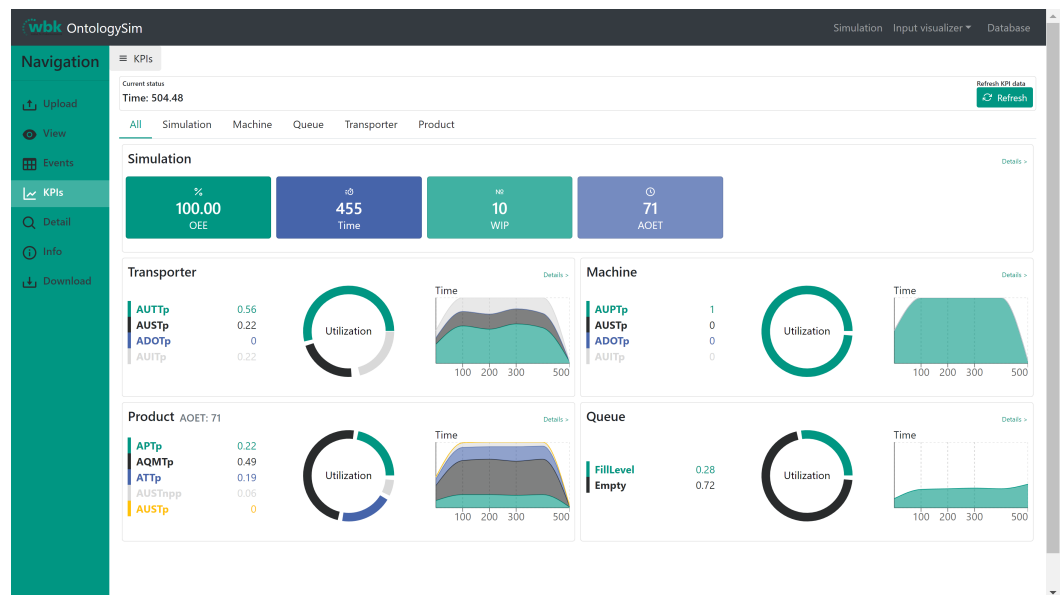 wbk OntologySim
Simulation Input visualizer Database
Navigation
Upload
View
Events
KPIs
Detail
Info
Download
≡ KPIs
Current status
Time: 504.48
Refresh KPI data
Refresh
All Simulation Machine Queue Transporter Product
Simulation
Details >
%
100.00
OEE
455
Time
№
10
WIP
71
AOET
Transporter
Details >
AUTTp 0.56
AUSTp 0.22
ADOTp 0
AUITp 0.22
Utilization
Time
100 200 300 500
Machine
Details >
AUPTp 1
AUSTp 0
ADOTp 0
AUITp 0
Utilization
Time
100 200 300 500
Product AOET: 71
Details >
APTp 0.22
AQMTp 0.49
ATTp 0.19
AUSTnpp 0.06
AUSTp 0
Utilization
Time
100 200 300 500
Queue
Details >
FillLevel 0.28
Empty 0.72
Utilization
Time
100 200 300 500